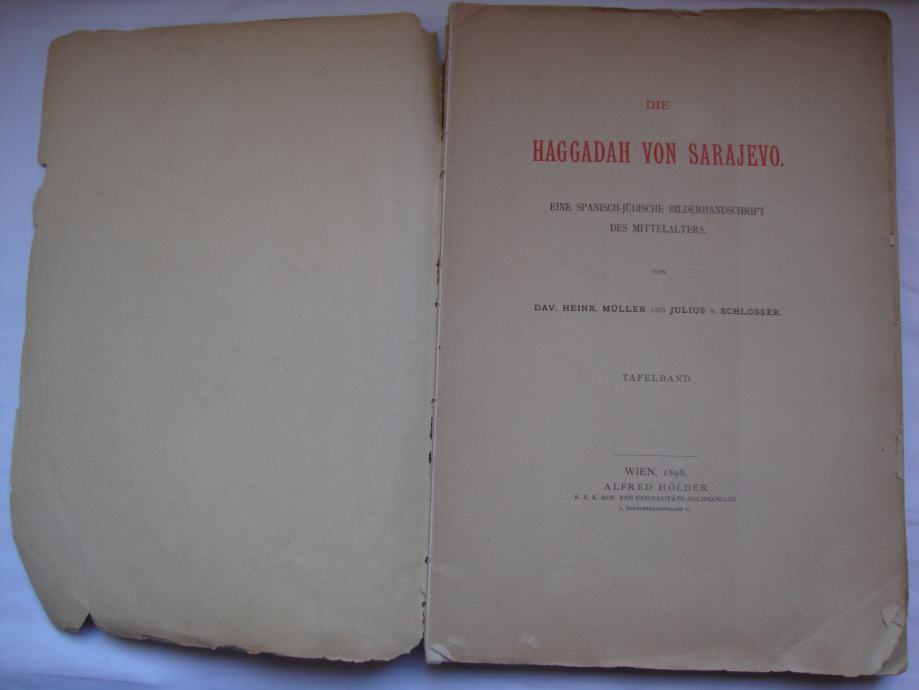 DIE
HAGGADAH VON SARAJEVO.
EINE SPANISCH-JÜDISCHE BILDERHANDSCHRIFT
DES MITTELALTERS.
VON
DAV. HEINR. MÜLLER UND JULIUS v. SCHLOSSER.
TAFELBAND.
WIEN, 1898.
ALFRED HÖLDER
K. U. K. HOF- UND UNIVERSITÄTS-BUCHHÄNDLER